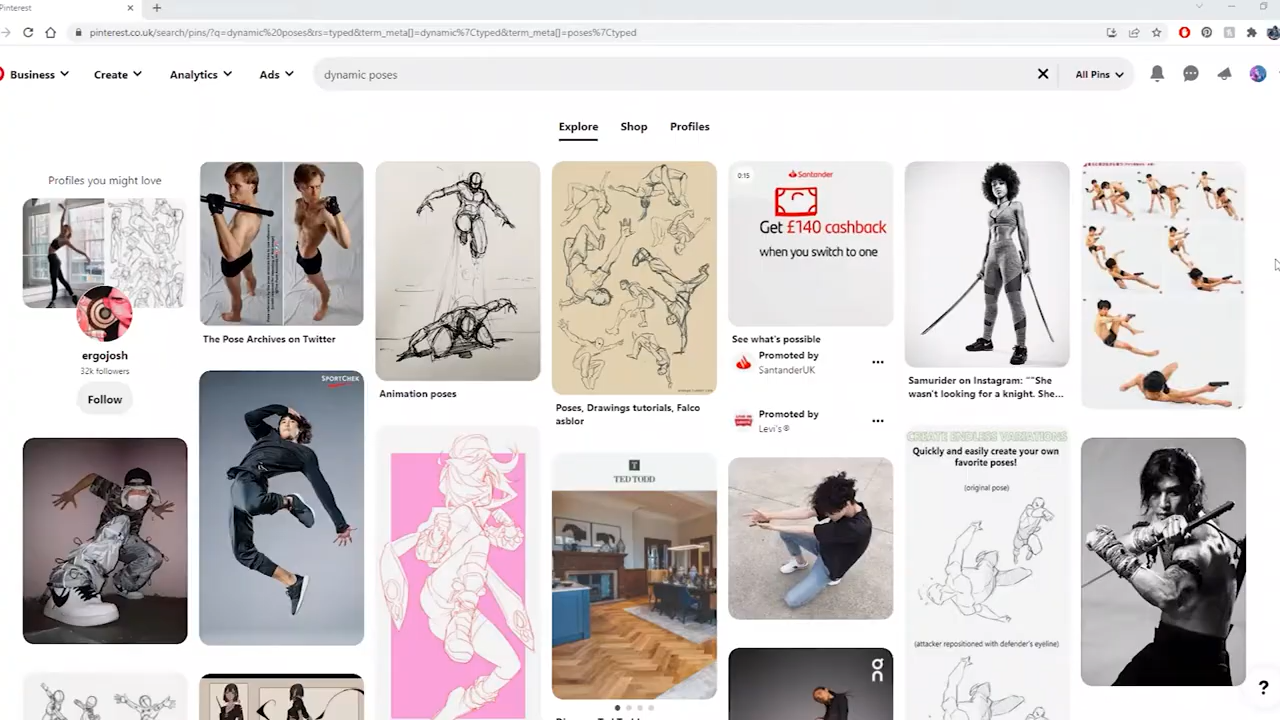 Pinterest
pinterest.co.uk/search/pins/?q=dynamic%20poses&rs=typed&term_meta[]=dynamic%7Ctyped&term_meta[]=poses%7Ctyped
Business
Create
Analytics
Ads
dynamic poses
All Pins
Explore
Shop
Profiles
Profiles you might love
ergojosh
32k followers
Follow
The Pose Archives on Twitter
SPORTCHEK
Animation poses
Poses, Drawings tutorials, Falco
asblor
TED TODD
0:15
Santander
Get £140 cashback
when you switch to one
See what's possible
Promoted by
SantanderUK
Promoted by
Levi's®
Samurider on Instagram: "“She
wasn't looking for a knight. She...
CREATE ENDLESS VARIATIONS
Quickly and easily create your own
favorite poses!
(original pose)
(attacker repositioned with defender's eyeline)
?